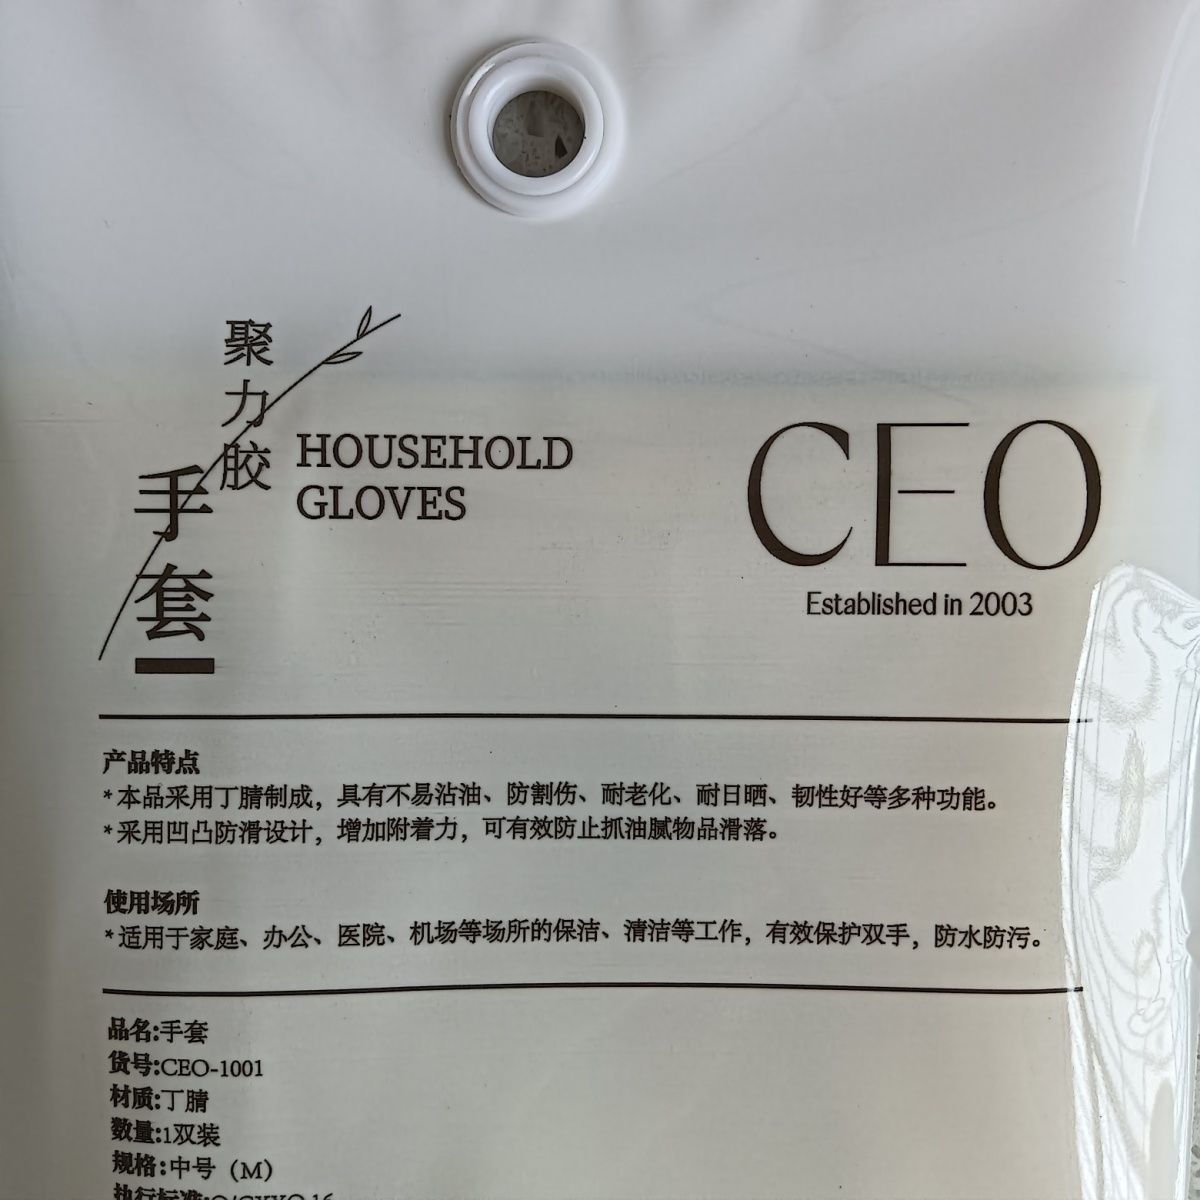 聚力胶
手套
HOUSEHOLD
GLOVES
CEO
Established in 2003
产品特点
*本品采用丁腈制成，具有不易沾油、防割伤、耐老化、耐日晒、韧性好等多种功能。
*采用凹凸防滑设计，增加附着力，可有效防止抓油腻物品滑落。
使用场所
*适用于家庭、办公、医院、机场等场所的保洁、清洁等工作，有效保护双手，防水防污。
品名:手套
货号:CEO-1001
材质:丁腈
数量:1双装
规格:中号（M）
执行标准: